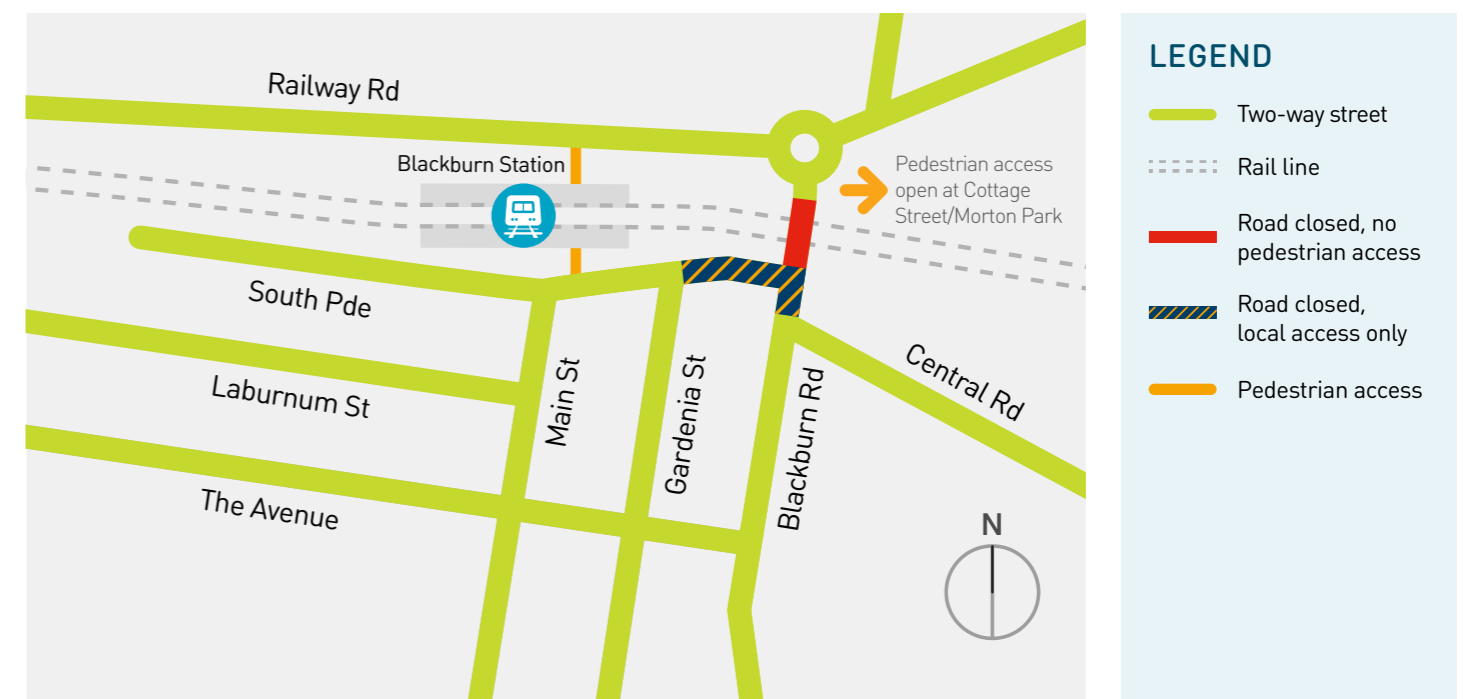 Railway Rd
Blackburn Station
Pedestrian access
open at Cottage
Street/Morton Park
South Pde
Laburnum St
The Avenue
Main St
Gardenia St
Blackburn Rd
Central Rd
N
LEGEND
Two-way street
Rail line
Road closed, no
pedestrian access
Road closed,
local access only
Pedestrian access